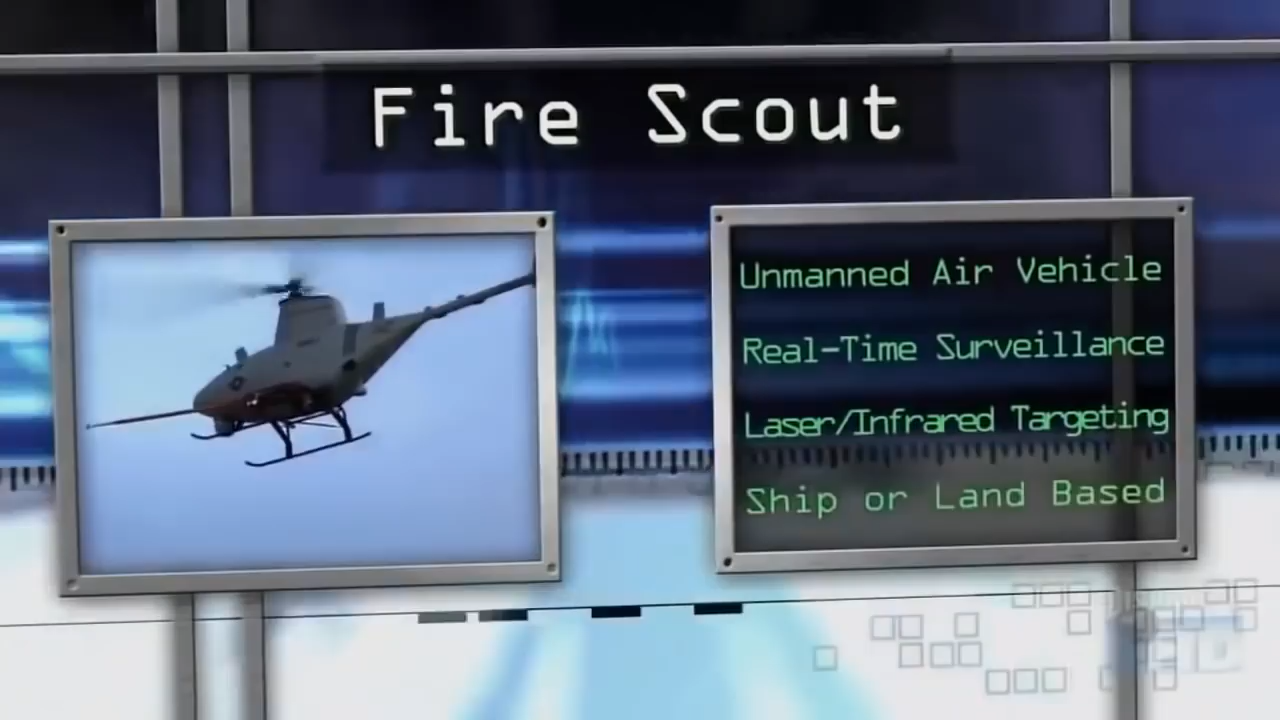 Fire Scout
Unmanned Air Vehicle
Real-Time Surveillance
Laser/Infrared Targeting
Ship or Land Based